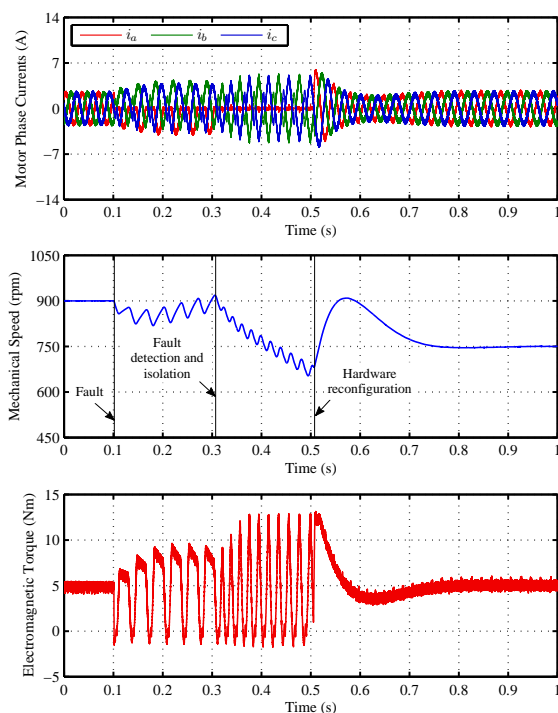 Motor Phase Currents (A)
14
7
0
−7
−14
i_a i_b i_c
0 0.1 0.2 0.3 0.4 0.5 0.6 0.7 0.8 0.9 1
Time (s)
Mechanical Speed (rpm)
1050
900
750
600
450
Fault
Fault
detection and
isolation
Hardware
reconfiguration
0 0.1 0.2 0.3 0.4 0.5 0.6 0.7 0.8 0.9 1
Time (s)
Electromagnetic Torque (Nm)
15
10
5
0
−5
0 0.1 0.2 0.3 0.4 0.5 0.6 0.7 0.8 0.9 1
Time (s)